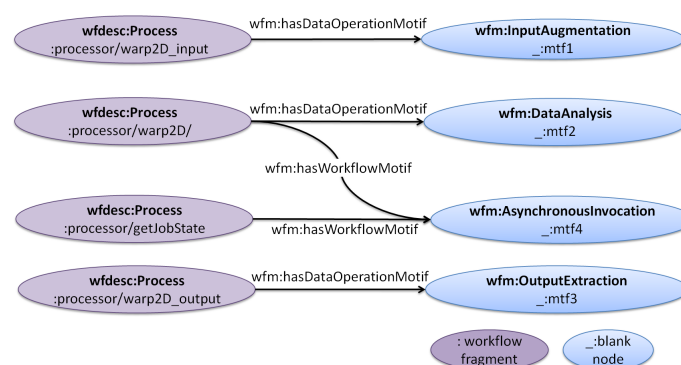 wfdesc:Process
:processor/warp2D_input
wfm:hasDataOperationMotif
wfm:InputAugmentation
_:mtf1
wfdesc:Process
:processor/warp2D/
wfm:hasDataOperationMotif
wfm:DataAnalysis
_:mtf2
wfm:hasWorkflowMotif
wfdesc:Process
:processor/getJobState
wfm:hasWorkflowMotif
wfm:AsynchronousInvocation
_:mtf4
wfdesc:Process
:processor/warp2D_output
wfm:hasDataOperationMotif
wfm:OutputExtraction
_:mtf3
: workflow
fragment
_:blank
node